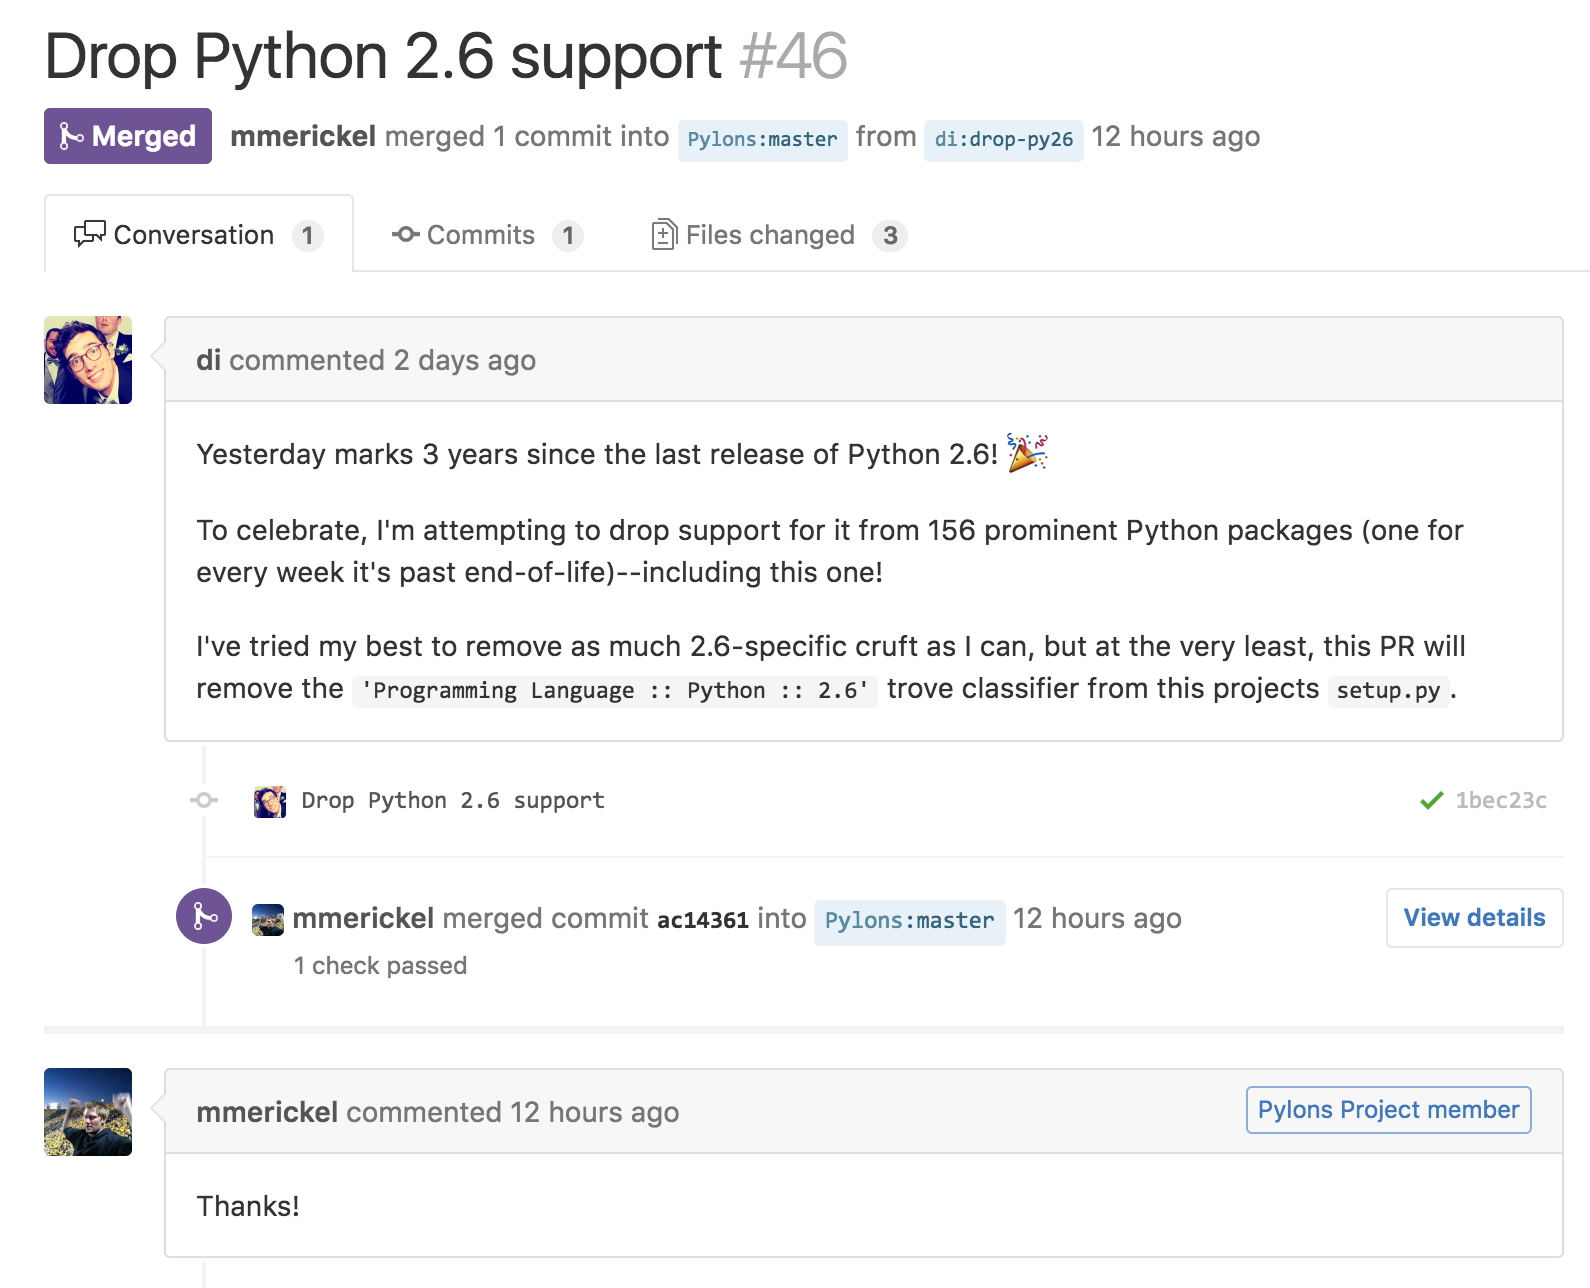 Drop Python 2.6 support #46
Merged mmerickel merged 1 commit into Pylons:master from di:drop-py26 12 hours ago
Conversation 1 Commits 1 Files changed 3
di commented 2 days ago
Yesterday marks 3 years since the last release of Python 2.6! 🎉
To celebrate, I'm attempting to drop support for it from 156 prominent Python packages (one for
every week it's past end-of-life)--including this one!
I've tried my best to remove as much 2.6-specific cruft as I can, but at the very least, this PR will
remove the 'Programming Language :: Python :: 2.6' trove classifier from this projects setup.py.
Drop Python 2.6 support 1bec23c
mmerickel merged commit ac14361 into Pylons:master 12 hours ago View details
1 check passed
mmerickel commented 12 hours ago Pylons Project member
Thanks!